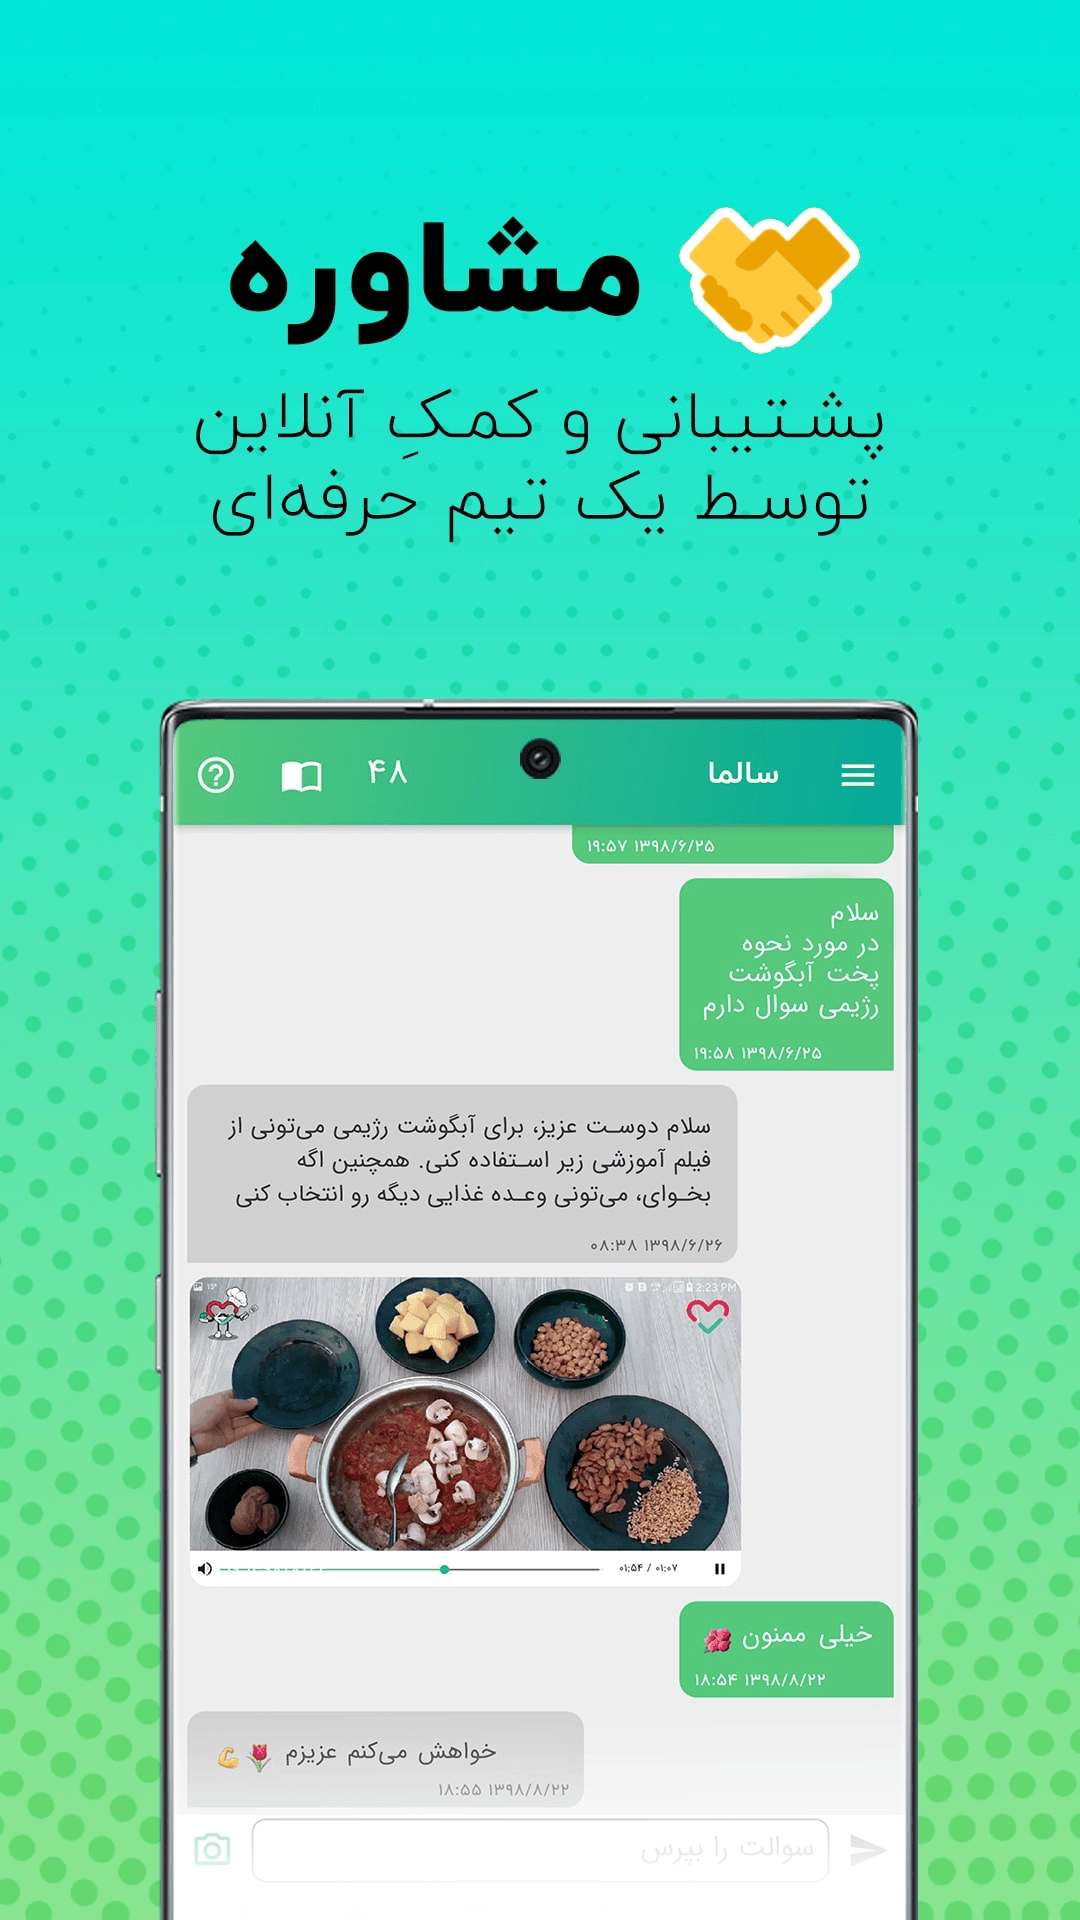 مشاوره
پشتیبانی و کمکِ آنلاین
توسط یک تیم حرفه‌ای
سالما
۴۸
۱۳۹۸/۶/۲۵ ۱۹:۵۷
سلام
در مورد نحوه
پخت آبگوشت
رژیمی سوال دارم
۱۳۹۸/۶/۲۵ ۱۹:۵۸
سلام دوست عزیز، برای آبگوشت رژیمی می‌تونی از
فیلم آموزشی زیر استفاده کنی. همچنین اگه
بخوای، می‌تونی وعده غذایی دیگه رو انتخاب کنی
۱۳۹۸/۶/۲۶ ۰۸:۳۸
15°
2:23 PM
۰۱:۵۴ / ۰۱:۰۷
خیلی ممنون 🌺
۱۳۹۸/۸/۲۲ ۱۸:۵۴
خواهش می‌کنم عزیزم 🌷💪
۱۳۹۸/۸/۲۲ ۱۸:۵۵
سوالت را بپرس